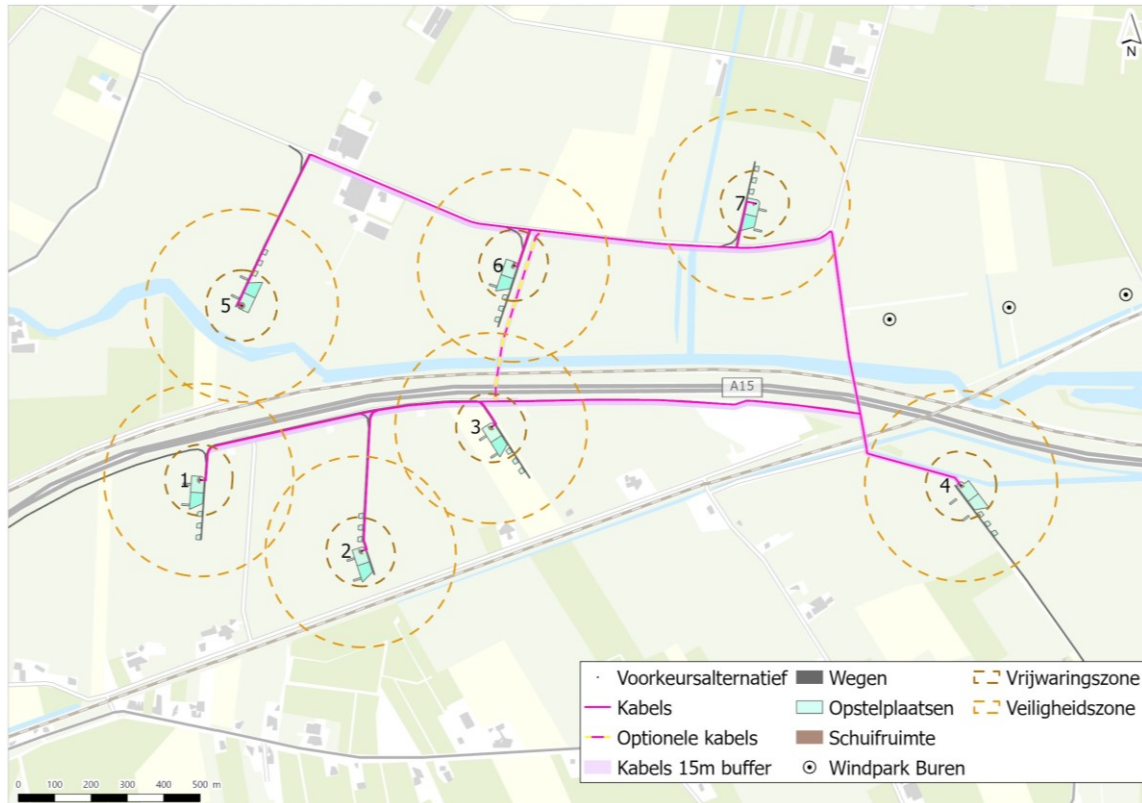 N
7
6
5
A15
3
1
4
2
Voorkeursalternatief
Kabels
Optionele kabels
Kabels 15m buffer
Wegen
Opstelplaatsen
Schuifruimte
Windpark Buren
Vrijwaringszone
Veiligheidszone
0 100 200 300 400 500 m